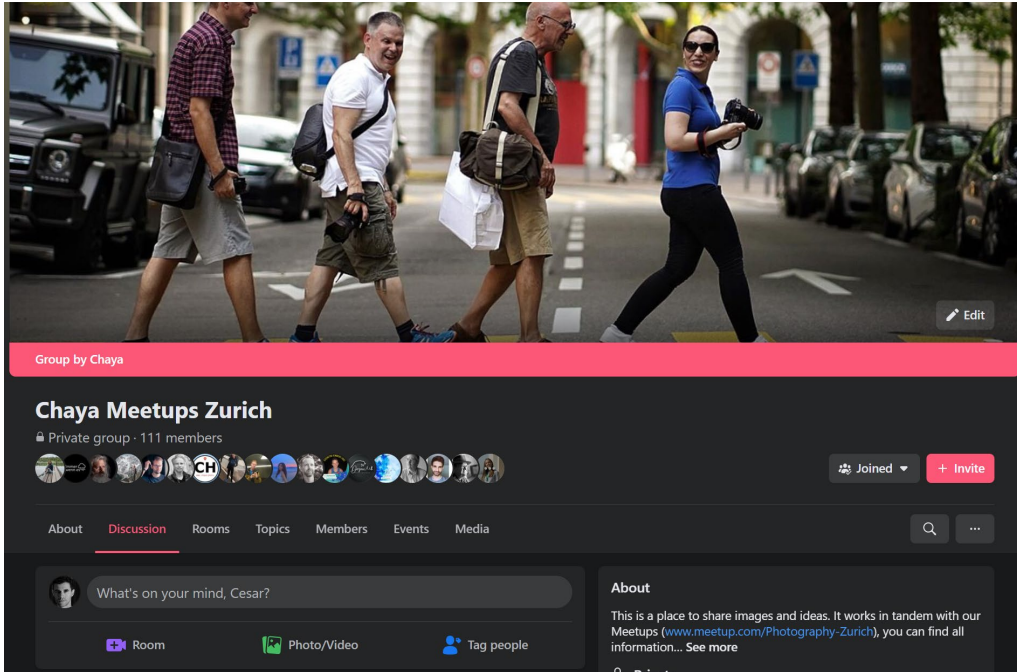 Edit
Group by Chaya
Chaya Meetups Zurich
Private group · 111 members
CH
Joined
+ Invite
About Discussion Rooms Topics Members Events Media
What's on your mind, Cesar?
Room Photo/Video Tag people
About
This is a place to share images and ideas. It works in tandem with our
Meetups (www.meetup.com/Photography-Zurich), you can find all
information... See more